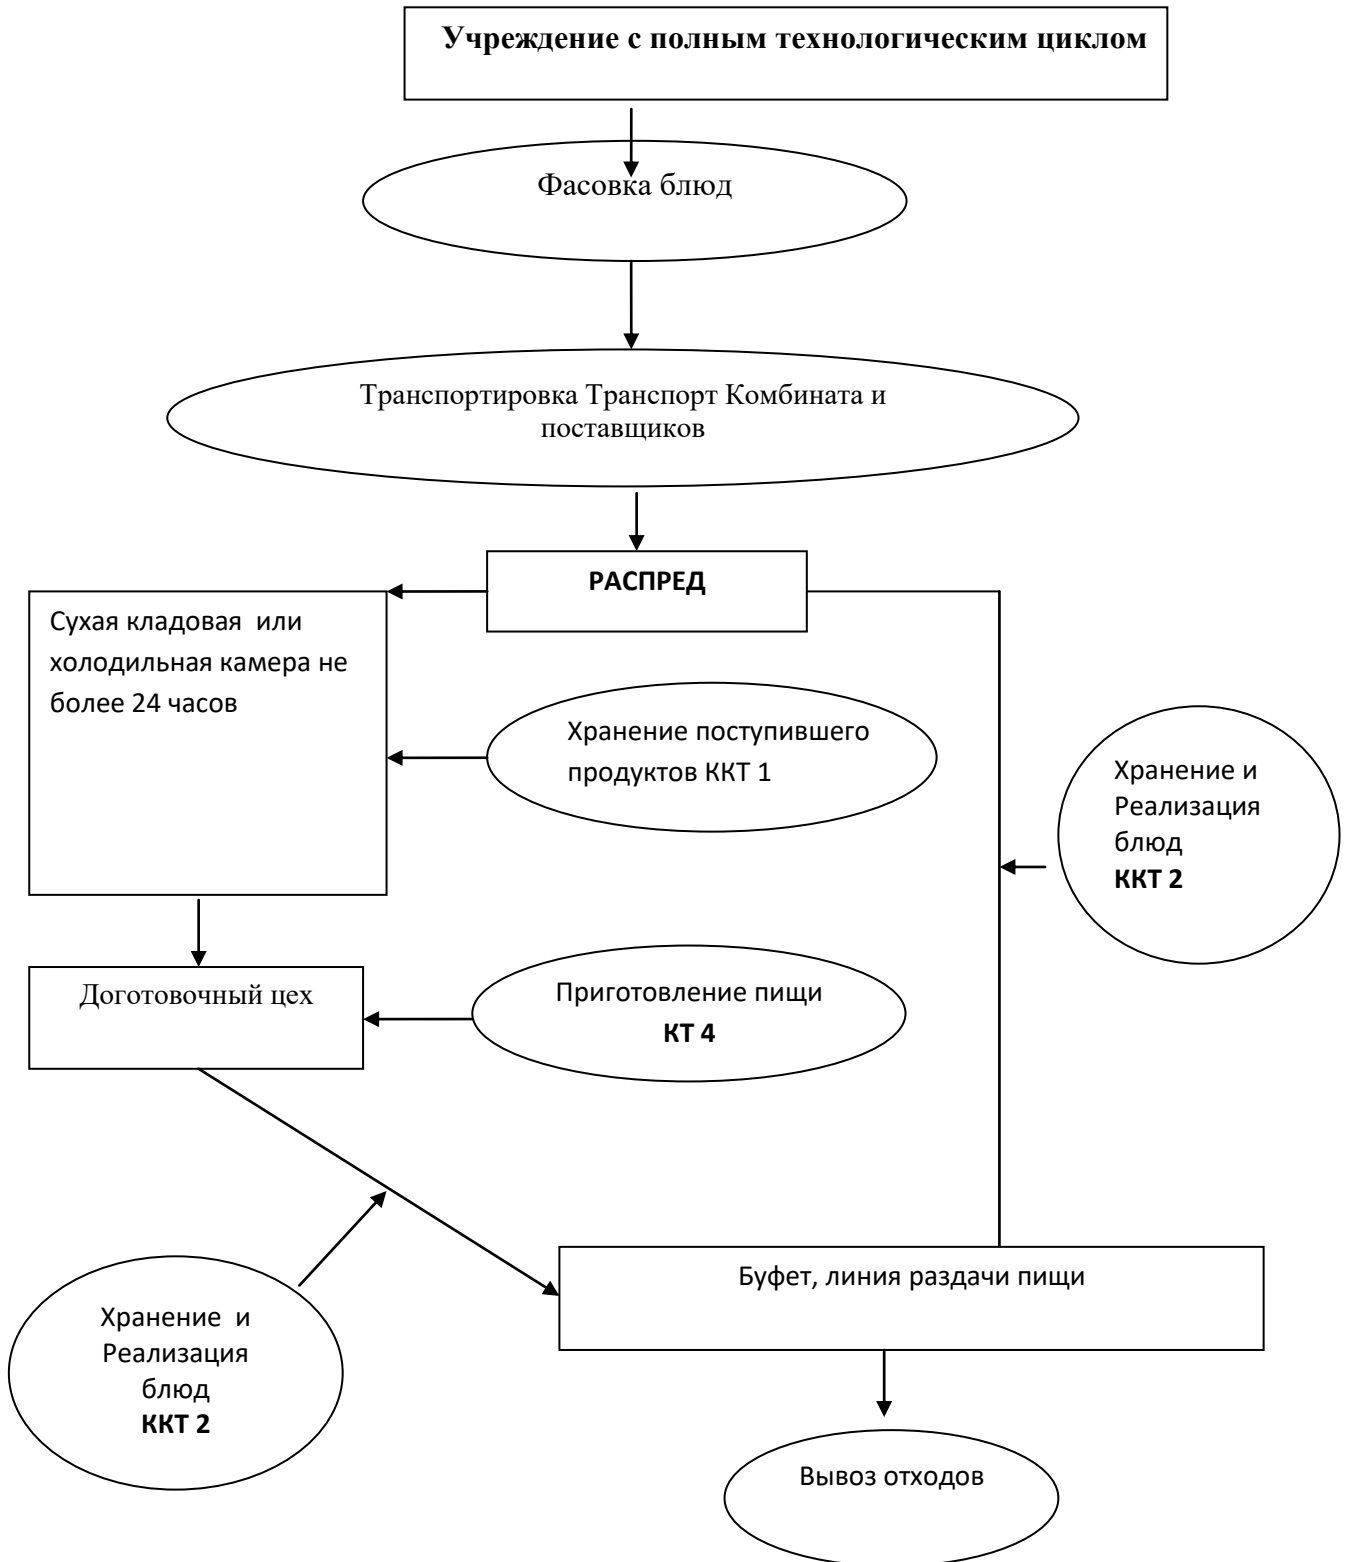 Учреждение с полным технологическим циклом
Фасовка блюд
Транспортировка Транспорт Комбината и
поставщиков
РАСПРЕД
Сухая кладовая или
холодильная камера не
более 24 часов
Хранение поступившего
продуктов ККТ 1
Хранение и
Реализация
блюд
ККТ 2
Доготовочный цех
Приготовление пищи
КТ 4
Буфет, линия раздачи пищи
Хранение и
Реализация
блюд
ККТ 2
Вывоз отходов